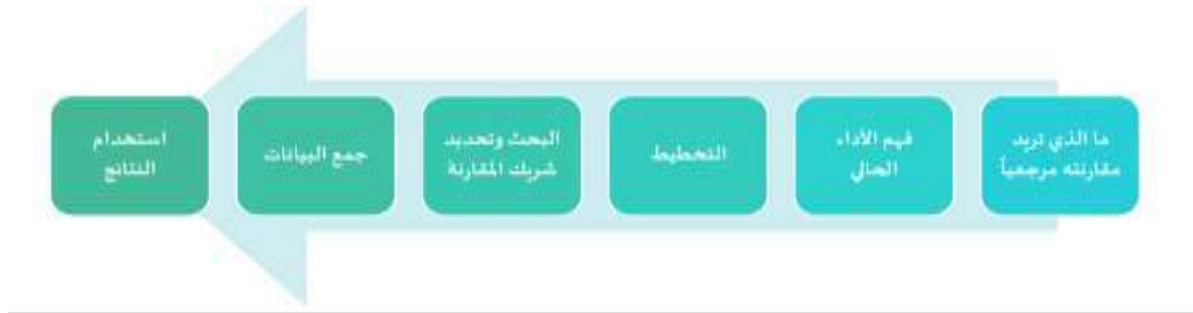 ما الذي تريد
مقارنته مرجعياً
فهم الأداء
الحالي
التخطيط
البحث وتحديد
شريك المقارنة
جمع البيانات
استخدام
النتائج